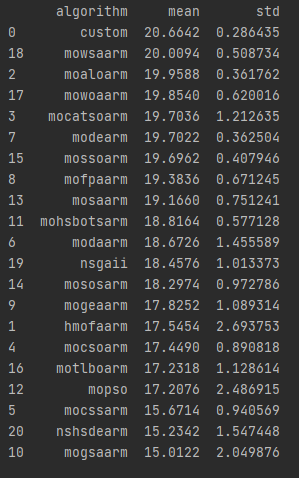 algorithm mean std
0 custom 20.6642 0.286435
18 mowsaarm 20.0094 0.508734
2 moaloarm 19.9588 0.361762
17 mowoaarm 19.8540 0.620016
3 mocatsoarm 19.7036 1.212635
7 modearm 19.7022 0.362504
15 mossoarm 19.6962 0.407946
8 mofpaarm 19.3836 0.671245
13 mosaarm 19.1660 0.751241
11 mohsbotsarm 18.8164 0.577128
6 modaarm 18.6726 1.455589
19 nsgaii 18.4576 1.013373
14 mososarm 18.2974 0.972786
9 mogeaarm 17.8252 1.089314
1 hmofaarm 17.5454 2.693753
4 mocsoarm 17.4490 0.890818
16 motlboarm 17.2318 1.128614
12 mopso 17.2076 2.486915
5 mocssarm 15.6714 0.940569
20 nshsdearm 15.2342 1.547448
10 mogsaarm 15.0122 2.049876